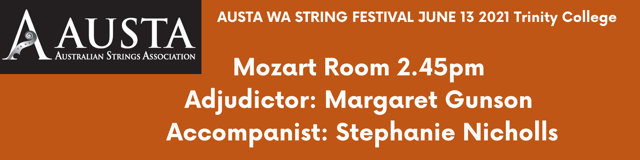 AUSTA
AUSTRALIAN STRINGS ASSOCIATION
AUSTA WA STRING FESTIVAL JUNE 13 2021 Trinity College
Mozart Room 2.45pm
Adjudictor: Margaret Gunson
Accompanist: Stephanie Nicholls